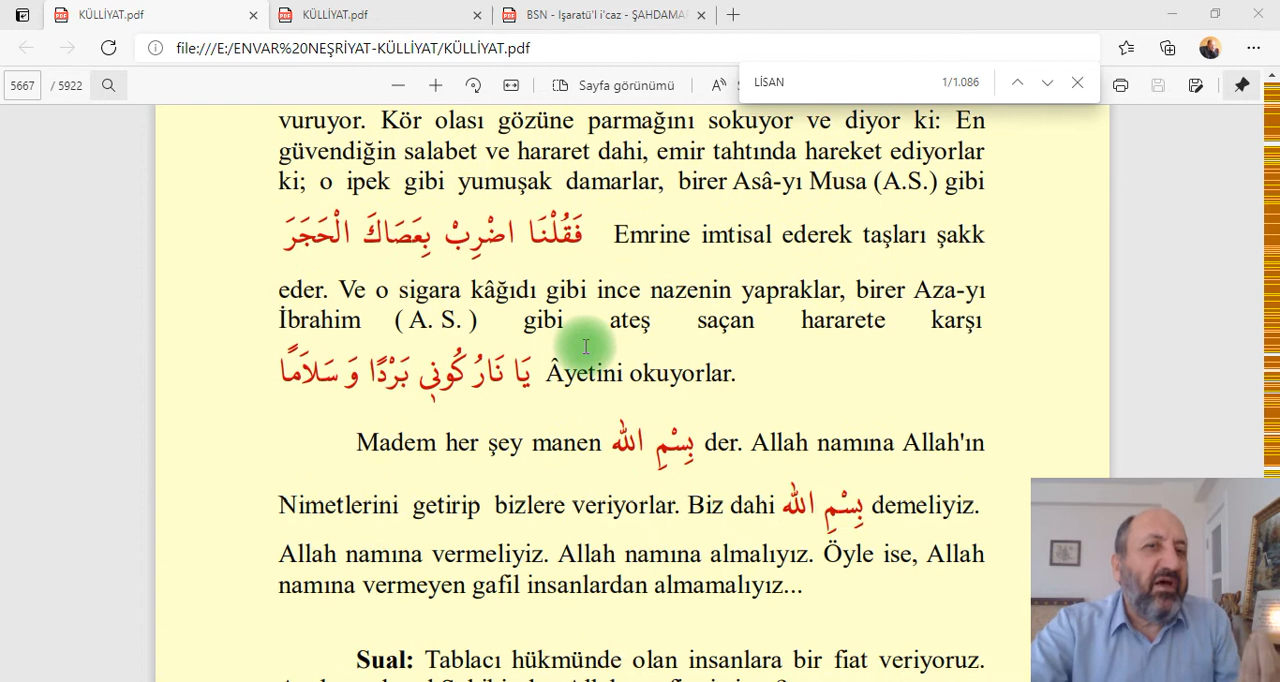 KÜLLİYAT.pdf
KÜLLİYAT.pdf
BSN - Işaratü'l i'caz - ŞAHDAMA
file:///E:/ENVAR%20NEŞRİYAT-KÜLLİYAT/KÜLLİYAT.pdf
5667 / 5922
Sayfa görünümü
LİSAN 1/1.086
vuruyor. Kör olası gözüne parmağını sokuyor ve diyor ki: En
güvendiğin salabet ve hararet dahi, emir tahtında hareket ediyorlar
ki; o ipek gibi yumuşak damarlar, birer Asâ-yı Musa (A.S.) gibi
فَقُلْنَا اضْرِبْ بِعَصَاكَ الْحَجَرَ Emrine imtisal ederek taşları şakk
eder. Ve o sigara kâğıdı gibi ince nazenin yapraklar, birer Aza-yı
İbrahim ( A. S. ) gibi ateş saçan hararete karşı
يَا نَارُ كُونِى بَرْدًا وَ سَلاَمًا Âyetini okuyorlar.
Madem her şey manen بِسْمِ اللّٰه der. Allah namına Allah'ın
Nimetlerini getirip bizlere veriyorlar. Biz dahi بِسْمِ اللّٰه demeliyiz.
Allah namına vermeliyiz. Allah namına almalıyız. Öyle ise, Allah
namına vermeyen gafil insanlardan almamalıyız...
Sual: Tablacı hükmünde olan insanlara bir fiat veriyoruz.